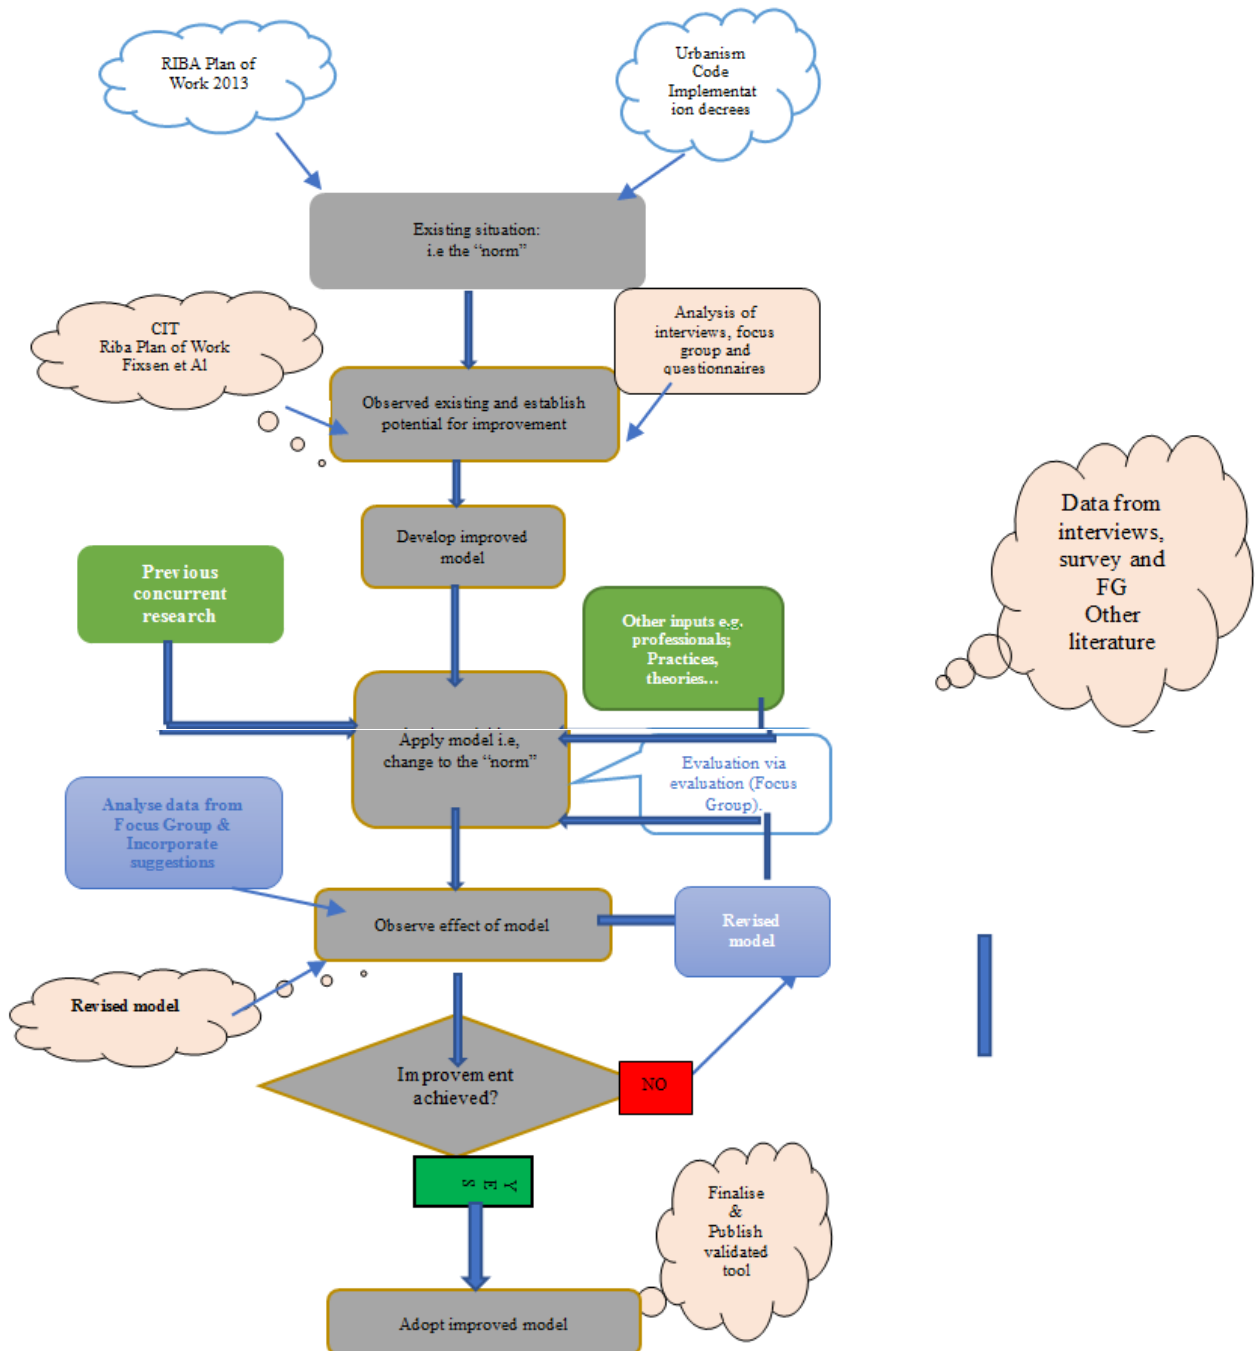 RIBA Plan of
Work 2013
Urbanism
Code
Implementat
ion decrees
Existing situation:
i.e the “norm”
CIT
Riba Plan of Work
Fixsen et Al
Analysis of
interviews, focus
group and
questionnaires
Observed existing and establish
potential for improvement
Data from
interviews,
survey and
FG
Other
literature
Develop improved
model
Previous
concurrent
research
Other inputs e.g.
professionals;
Practices,
theories...
Apply model i.e,
change to the “norm”
Evaluation via
evaluation (Focus
Group).
Analyse data from
Focus Group &
Incorporate
suggestions
Observe effect of model
Revised
model
Revised model
Improvement
achieved?
NO
YES
Finalise
&
Publish
validated
tool
Adopt improved model